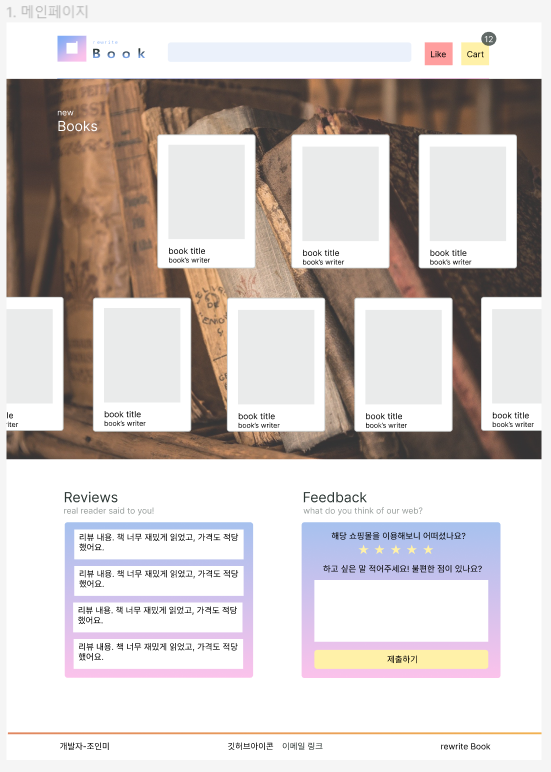 1. 메인페이지
rewrite
Book
Like
Cart
12
new
Books
book title
book's writer
book title
book's writer
book title
book's writer
le
iter
book title
book's writer
book title
book's writer
book title
book's writer
book title
book's writer
Reviews
real reader said to you!
리뷰 내용. 책 너무 재밌게 읽었고, 가격도 적당
했어요.
리뷰 내용. 책 너무 재밌게 읽었고, 가격도 적당
했어요.
리뷰 내용. 책 너무 재밌게 읽었고, 가격도 적당
했어요.
리뷰 내용. 책 너무 재밌게 읽었고, 가격도 적당
했어요.
Feedback
what do you think of our web?
해당 쇼핑몰을 이용해보니 어떠셨나요?
하고 싶은 말 적어주세요! 불편한 점이 있나요?
제출하기
개발자-조인미
깃허브아이콘 이메일 링크
rewrite Book